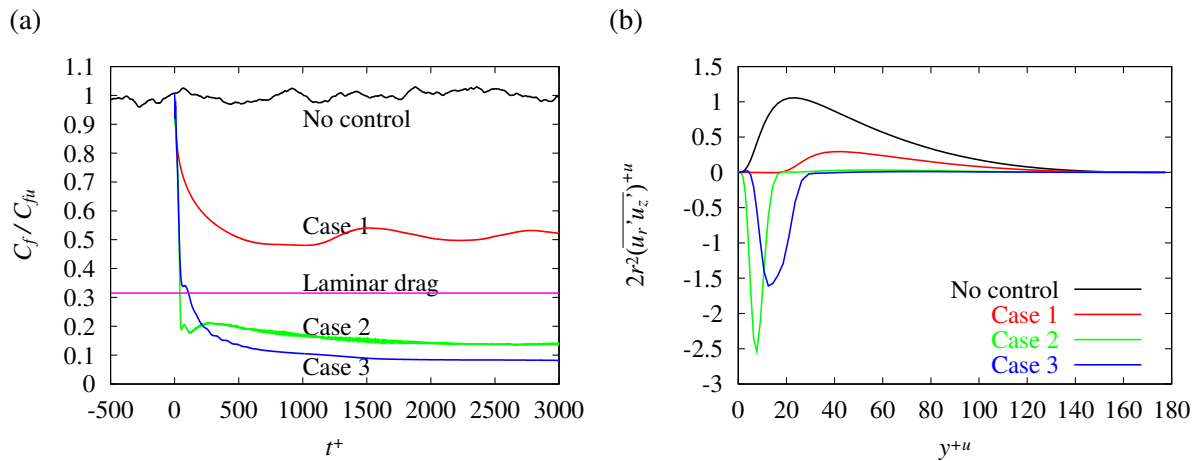 (a)
1.1
1
0.9
0.8
0.7
0.6
0.5
0.4
0.3
0.2
0.1
0
C_f / C_fu
No control
Case 1
Laminar drag
Case 2
Case 3
-500 0 500 1000 1500 2000 2500 3000
t^+
(b)
1.5
1
0.5
0
-0.5
-1
-1.5
-2
-2.5
-3
2r^2(\overline{u_r'u_z'})^{+u}
No control
Case 1
Case 2
Case 3
0 20 40 60 80 100 120 140 160 180
y^{+u}